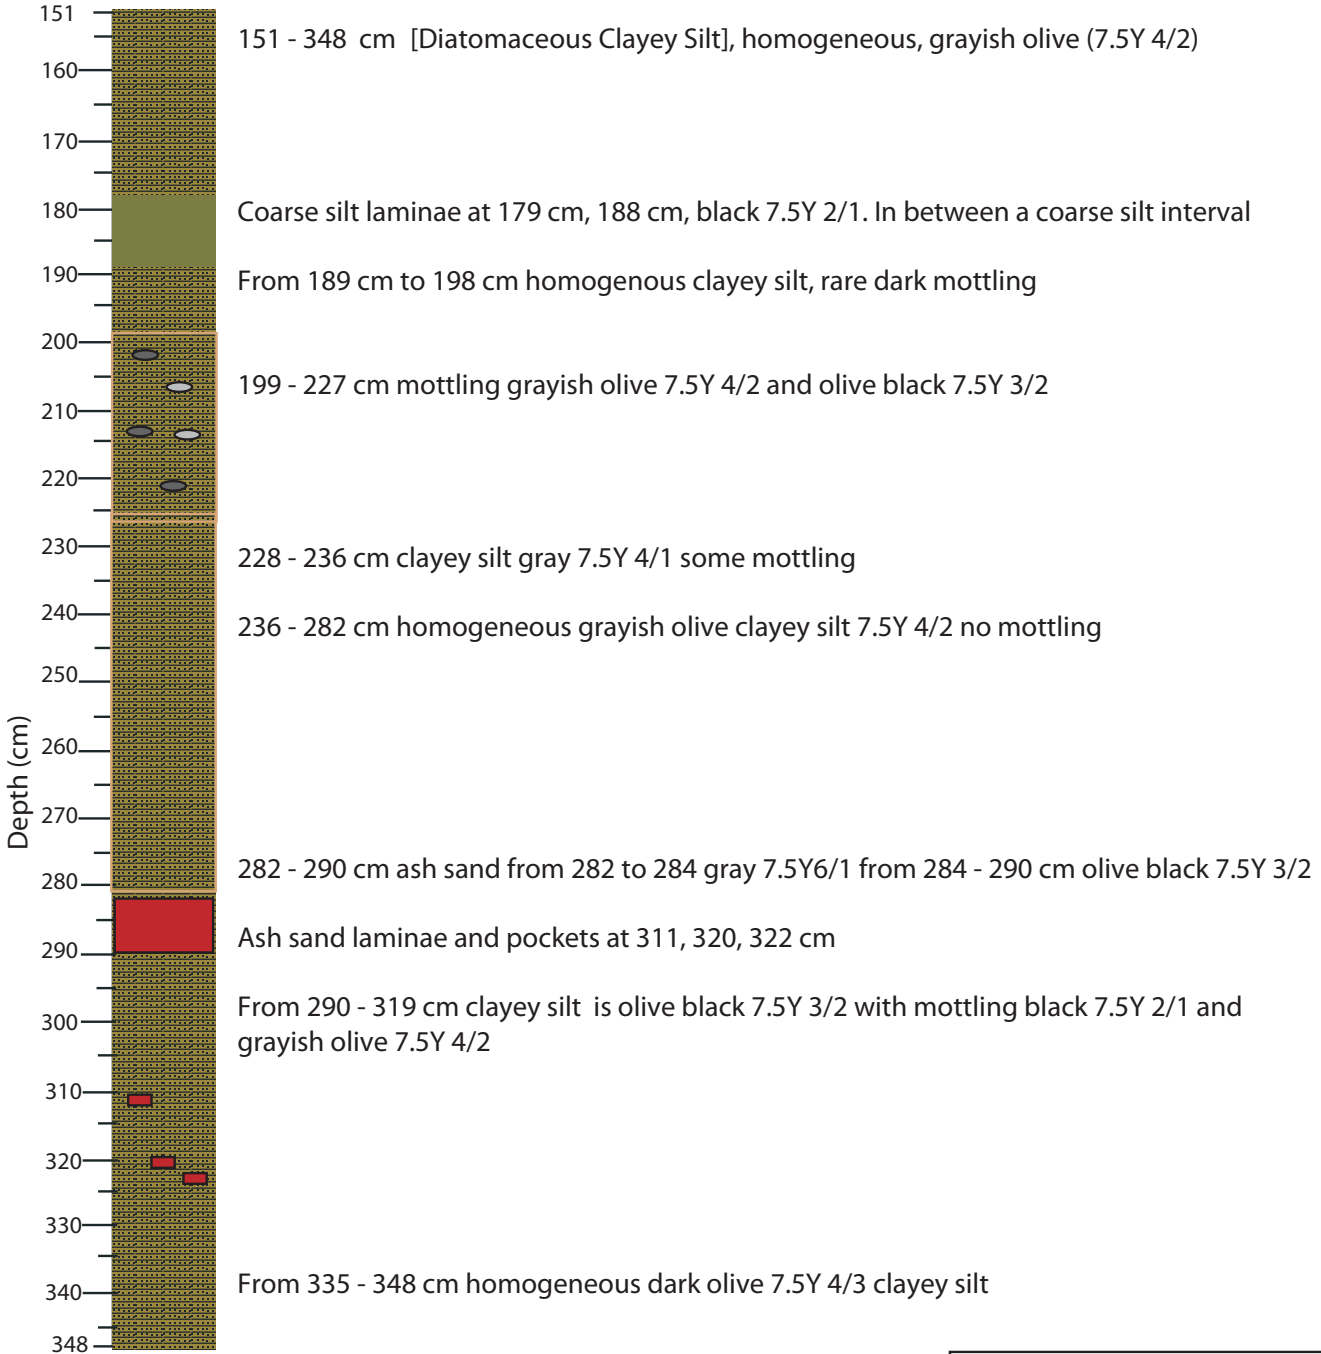 151
151 - 348 cm [Diatomaceous Clayey Silt], homogeneous, grayish olive (7.5Y 4/2)
160
170
180
Coarse silt laminae at 179 cm, 188 cm, black 7.5Y 2/1. In between a coarse silt interval
190
From 189 cm to 198 cm homogenous clayey silt, rare dark mottling
200
199 - 227 cm mottling grayish olive 7.5Y 4/2 and olive black 7.5Y 3/2
210
220
230
228 - 236 cm clayey silt gray 7.5Y 4/1 some mottling
240
236 - 282 cm homogeneous grayish olive clayey silt 7.5Y 4/2 no mottling
250
260
Depth (cm)
270
280
282 - 290 cm ash sand from 282 to 284 gray 7.5Y6/1 from 284 - 290 cm olive black 7.5Y 3/2
290
Ash sand laminae and pockets at 311, 320, 322 cm
300
From 290 - 319 cm clayey silt is olive black 7.5Y 3/2 with mottling black 7.5Y 2/1 and
grayish olive 7.5Y 4/2
310
320
330
340
From 335 - 348 cm homogeneous dark olive 7.5Y 4/3 clayey silt
348